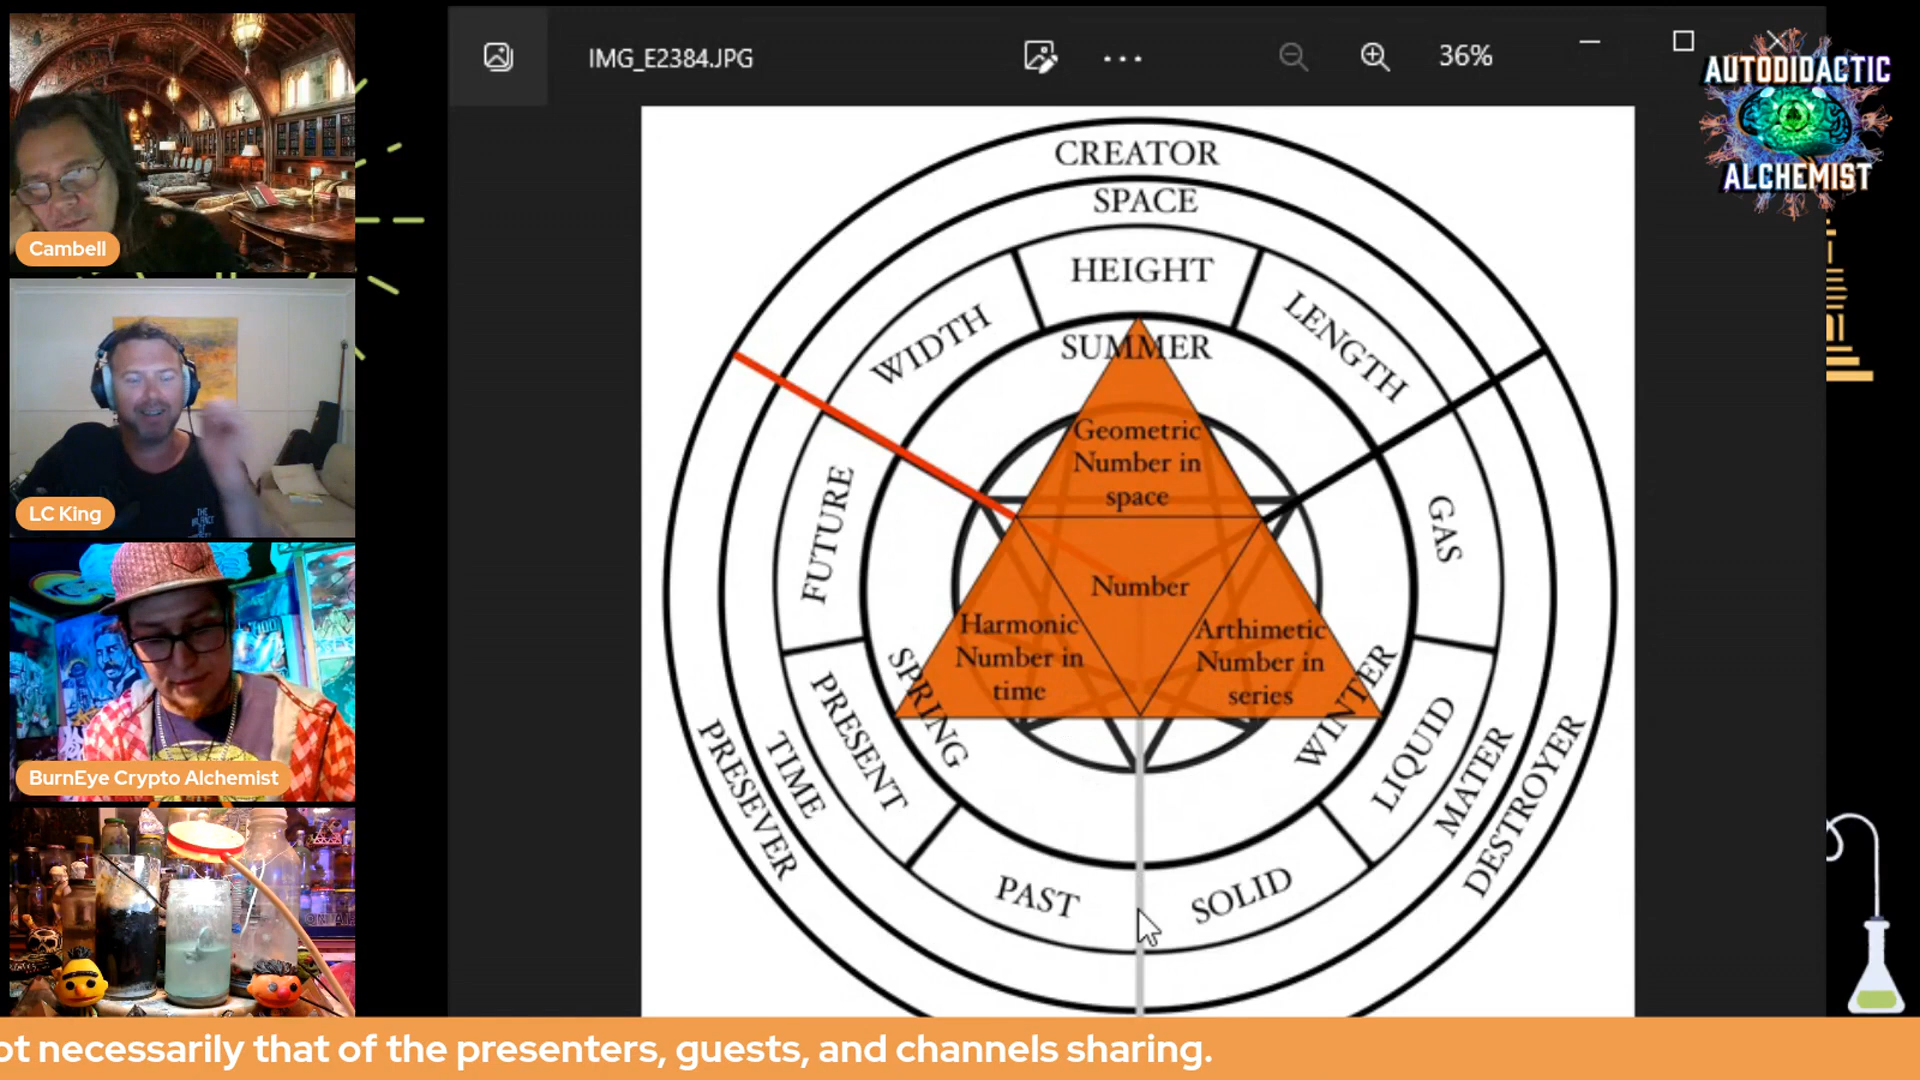 IMG_E2384.JPG
36%
AUTODIDACTIC
ALCHEMIST
Cambell
LC King
BurnEye Crypto Alchemist
CREATOR
SPACE
HEIGHT
WIDTH
LENGTH
SUMMER
Geometric
Number in
space
FUTURE
GAS
Number
Harmonic
Number in
time
Arthimetic
Number in
series
SPRING
WINTER
PRESENT
LIQUID
TIME
MATER
PRESEVER
DESTROYER
PAST
SOLID
THE
ot necessarily that of the presenters, guests, and channels sharing.